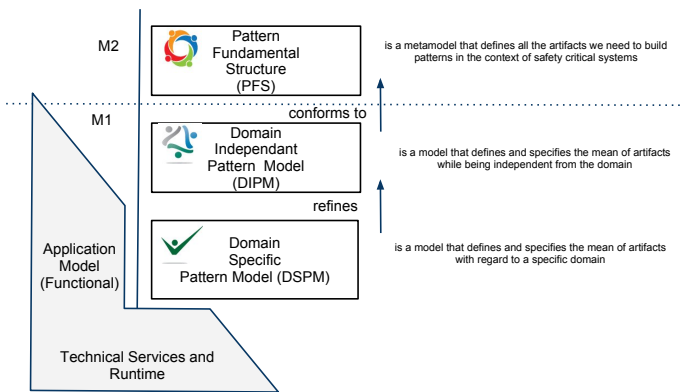 M2
Pattern
Fundamental
Structure
(PFS)
is a metamodel that defines all the artifacts we need to build
patterns in the context of safety critical systems
conforms to
M1
Domain
Independant
Pattern Model
(DIPM)
is a model that defines and specifies the mean of artifacts
while being independent from the domain
refines
Domain
Specific
Pattern Model (DSPM)
is a model that defines and specifies the mean of artifacts
with regard to a specific domain
Application
Model
(Functional)
Technical Services and
Runtime